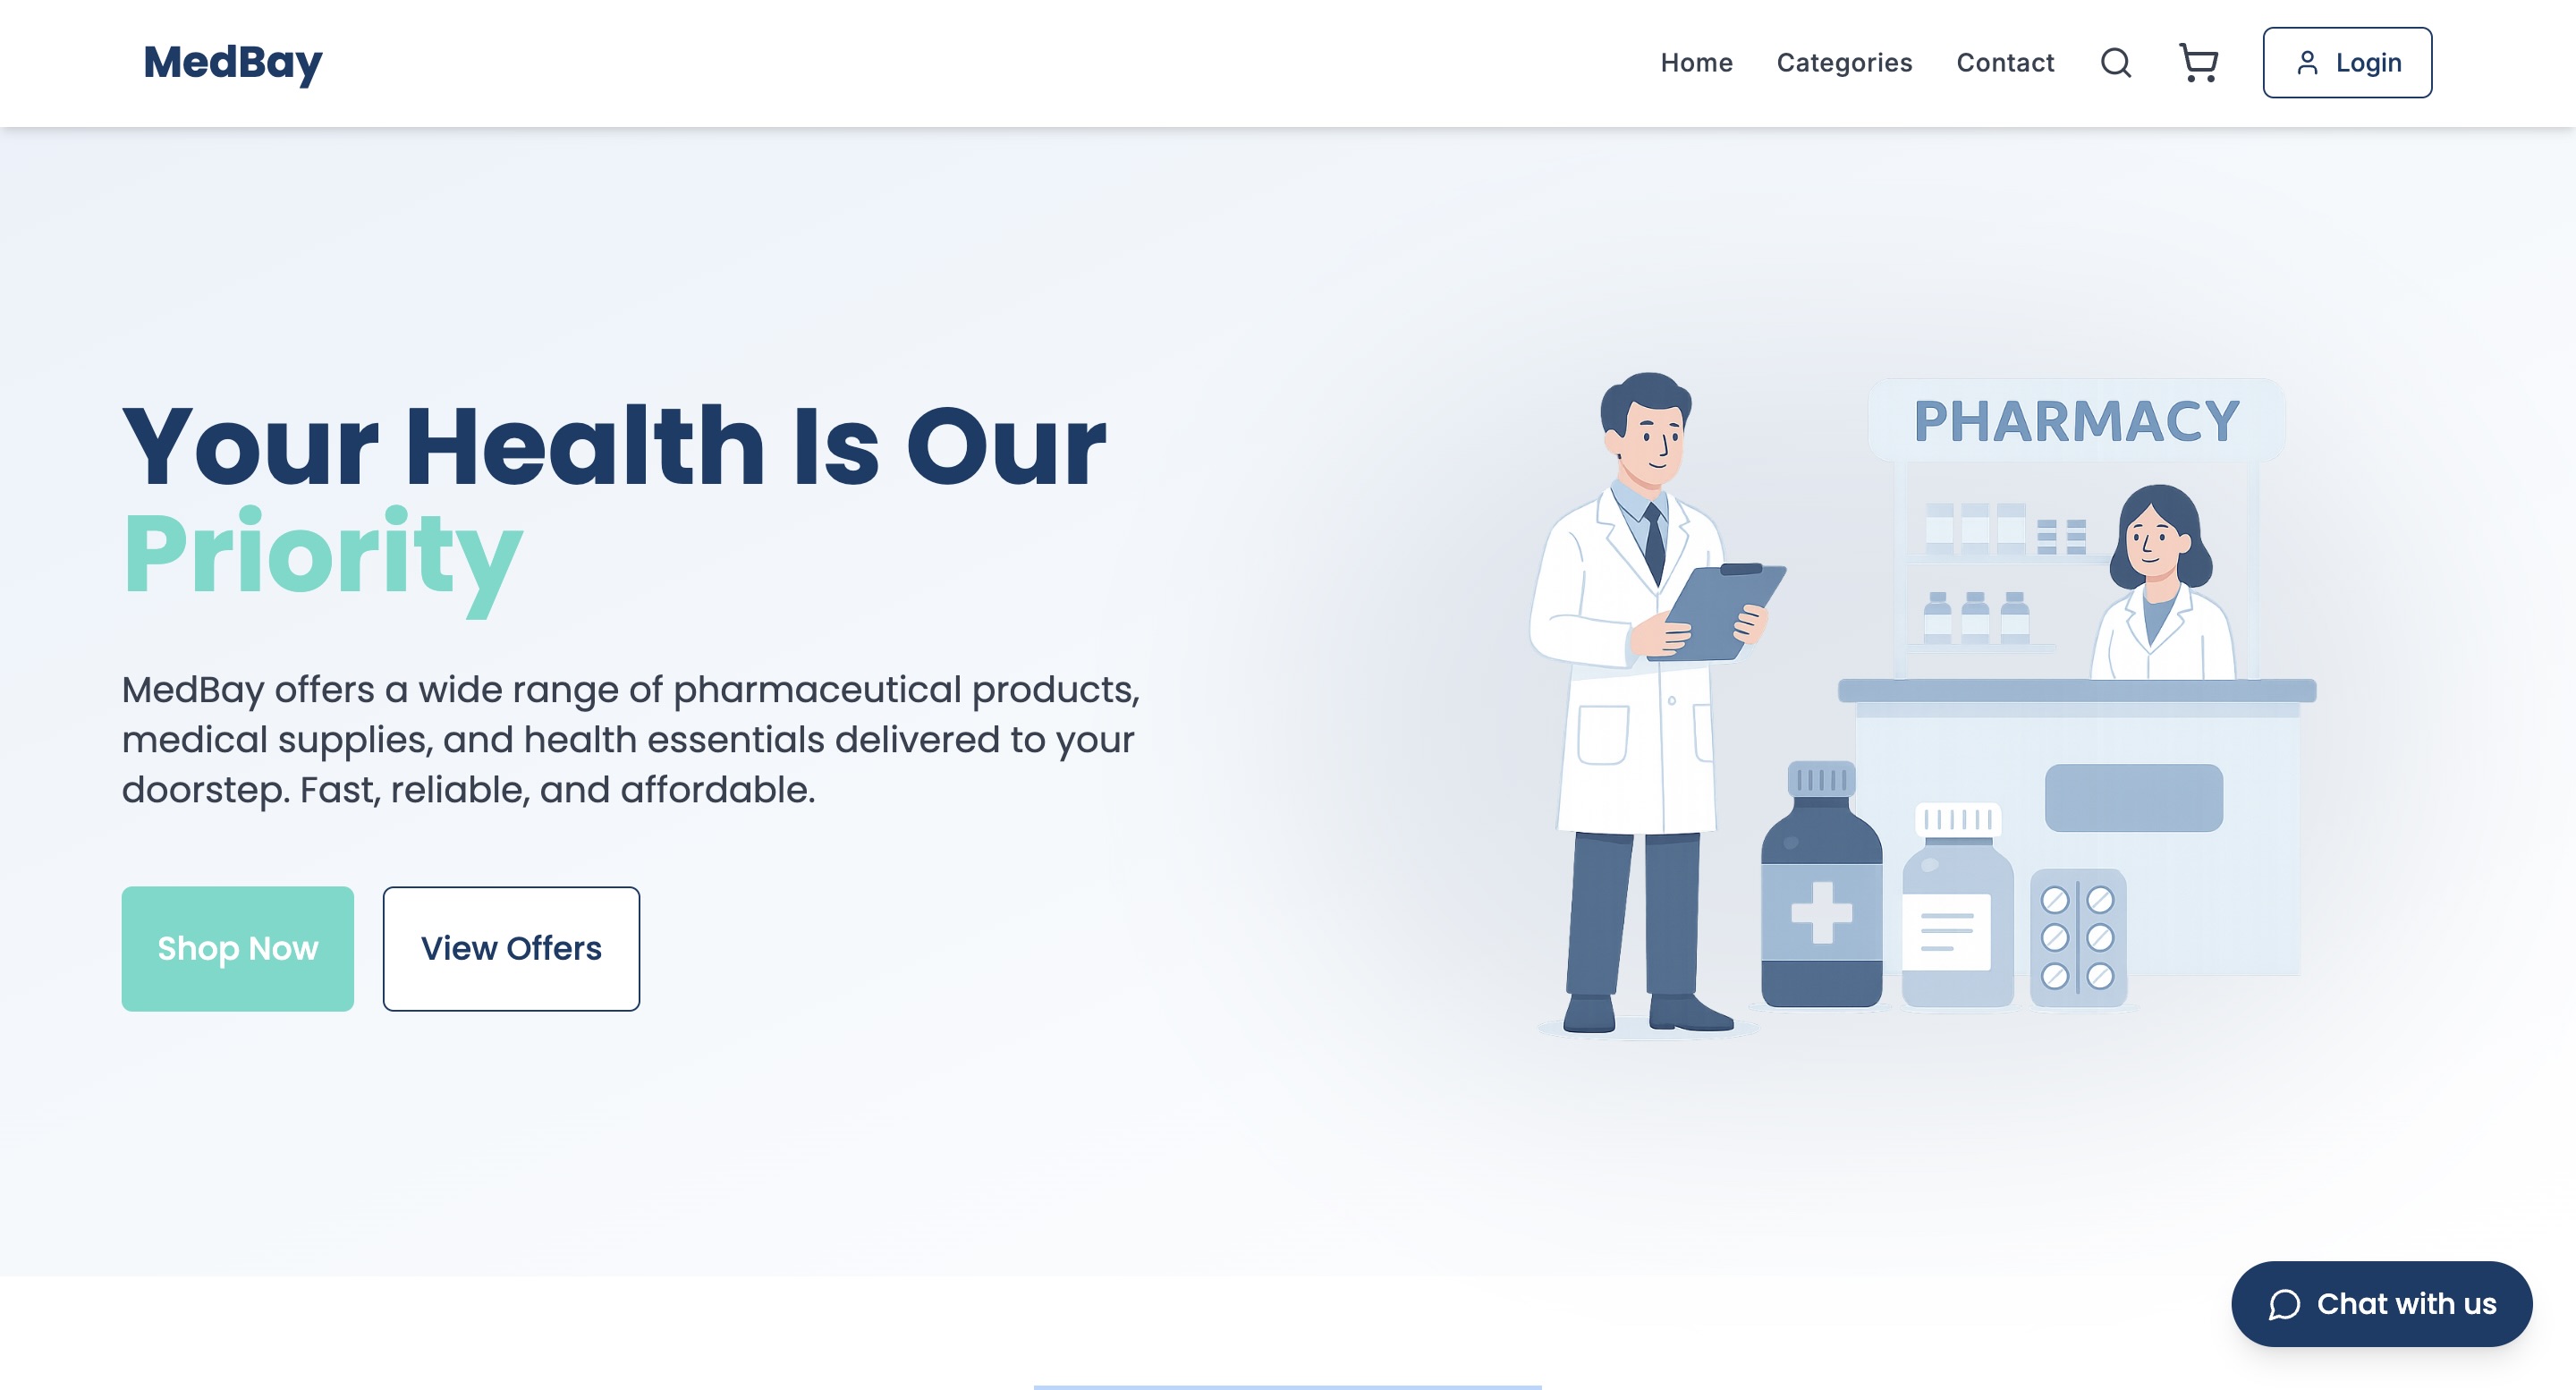 MedBay
Home
Categories
Contact
Login
Your Health Is Our
Priority
MedBay offers a wide range of pharmaceutical products,
medical supplies, and health essentials delivered to your
doorstep. Fast, reliable, and affordable.
Shop Now
View Offers
PHARMACY
Chat with us